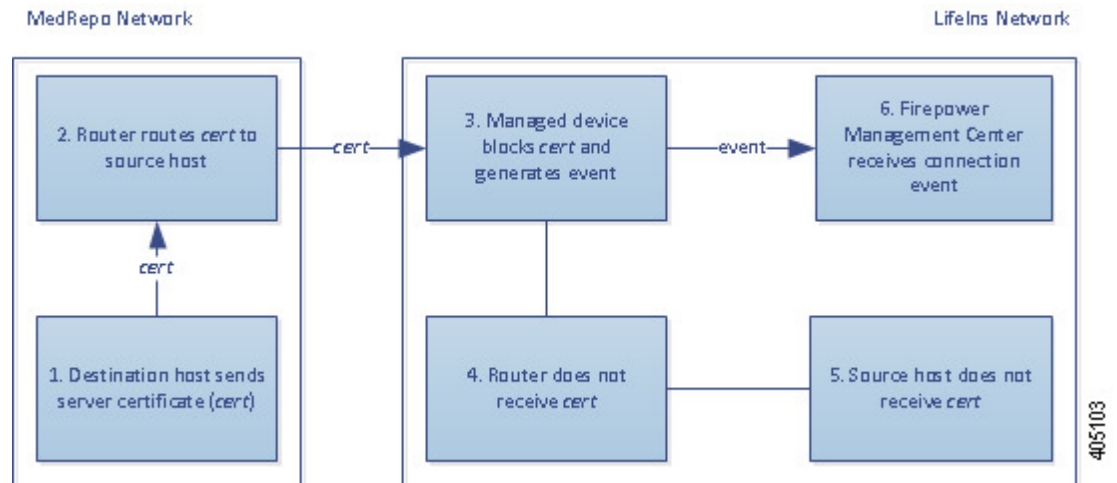 MedRepo Network
LifeIns Network
2. Router routes cert to
source host
cert
3. Managed device
blocks cert and
generates event
event
6. Firepower
Management Center
receives connection
event
cert
1. Destination host sends
server certificate (cert)
4. Router does not
receive cert
5. Source host does not
receive cert
405103